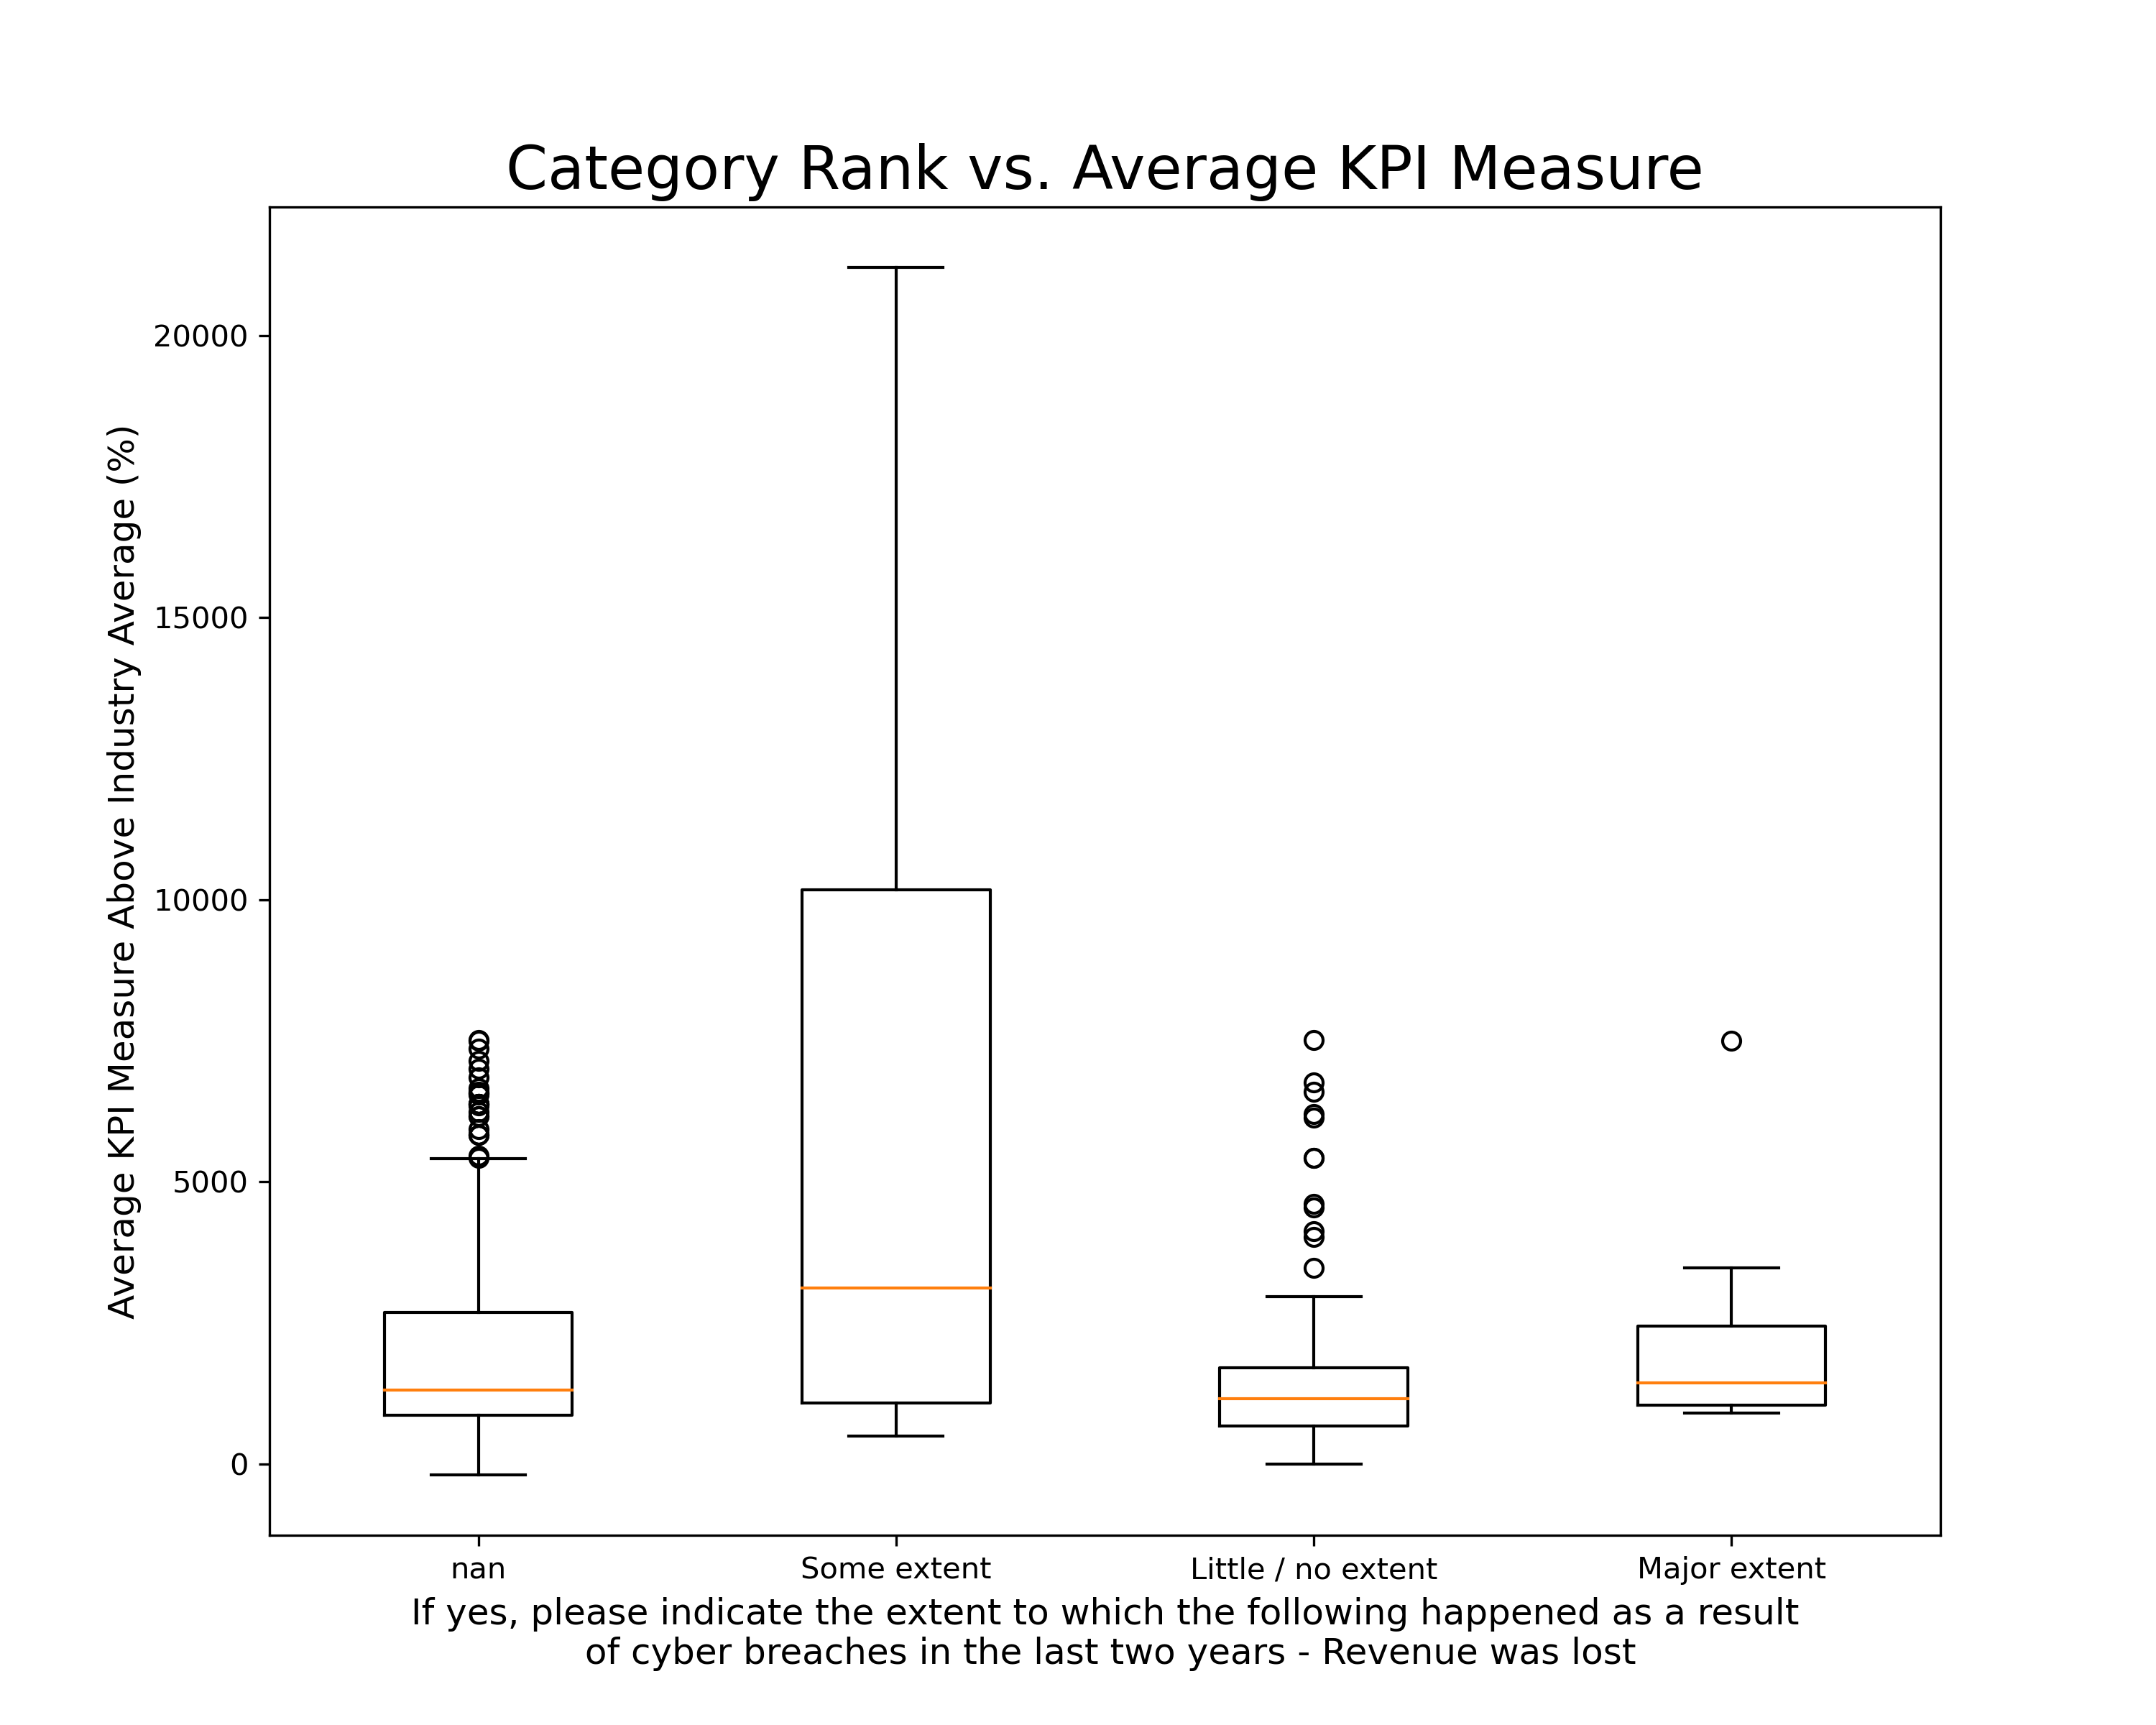 Category Rank vs. Average KPI Measure
Average KPI Measure Above Industry Average (%)
20000
15000
10000
5000
0
nan
Some extent
Little / no extent
Major extent
If yes, please indicate the extent to which the following happened as a result
of cyber breaches in the last two years - Revenue was lost